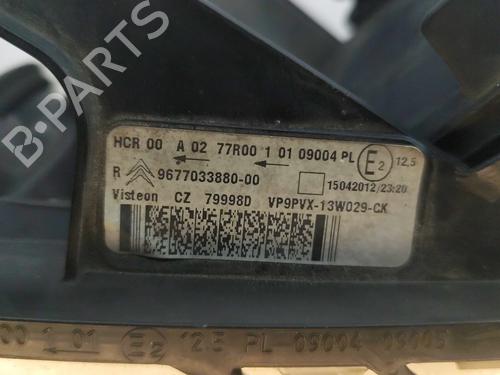 HCR 00 A 02 77R00 1 01 09004 PL E2 12,5
R 9677033880-00 15042012/23:20
Visteon CZ 79998D VP9PVX-13W029-CK
B-PARTS
00 1 01 E2 12 E PL 09004 09005